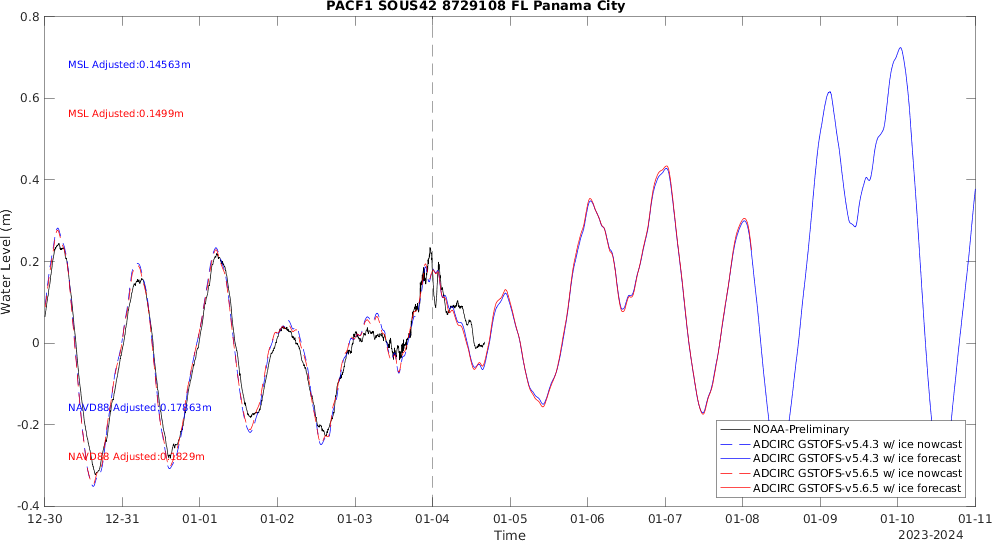 PACF1 SOUS42 8729108 FL Panama City
0.8
0.6
0.4
0.2
0
-0.2
-0.4
Water Level (m)
MSL Adjusted:0.14563m
MSL Adjusted:0.1499m
NAVD88 Adjusted:0.17863m
NAVD88 Adjusted:0.1829m
NOAA-Preliminary
ADCIRC GSTOFS-v5.4.3 w/ ice nowcast
ADCIRC GSTOFS-v5.4.3 w/ ice forecast
ADCIRC GSTOFS-v5.6.5 w/ ice nowcast
ADCIRC GSTOFS-v5.6.5 w/ ice forecast
12-30 12-31 01-01 01-02 01-03 01-04 01-05 01-06 01-07 01-08 01-09 01-10 01-11
Time
2023-2024